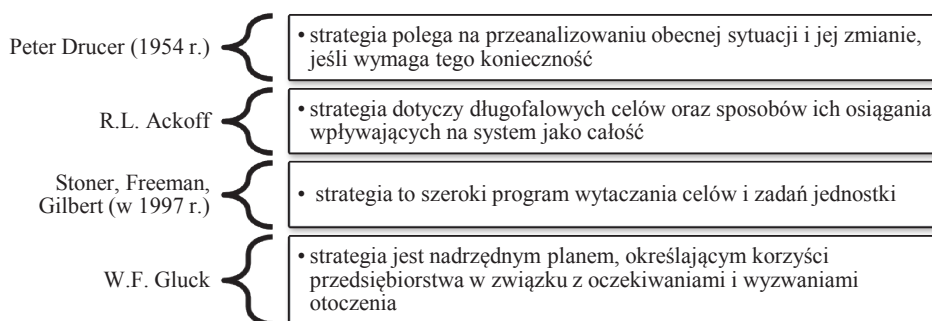 Peter Drucer (1954 r.)
• strategia polega na przeanalizowaniu obecnej sytuacji i jej zmianie,
jeśli wymaga tego konieczność
R.L. Ackoff
• strategia dotyczy długofalowych celów oraz sposobów ich osiągania
wpływających na system jako całość
Stoner, Freeman,
Gilbert (w 1997 r.)
• strategia to szeroki program wytaczania celów i zadań jednostki
W.F. Gluck
• strategia jest nadrzędnym planem, określającym korzyści
przedsiębiorstwa w związku z oczekiwaniami i wyzwaniami
otoczenia